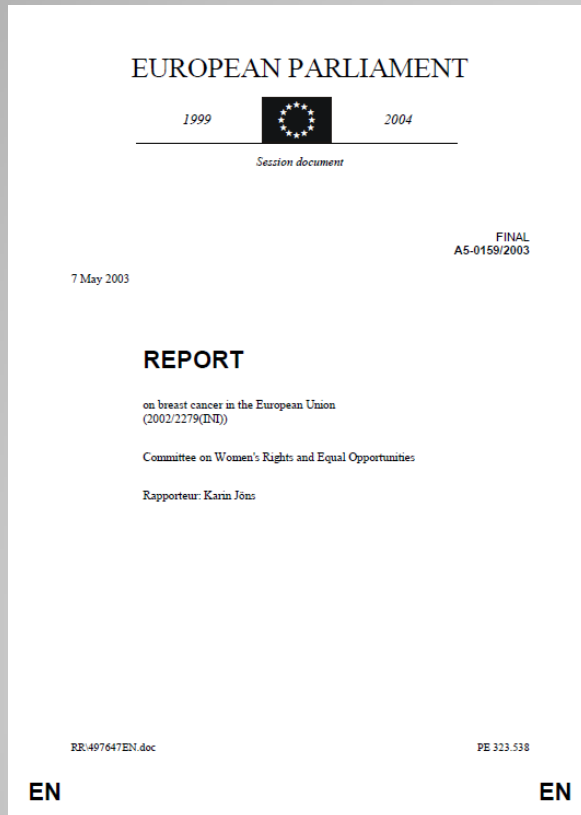 EUROPEAN PARLIAMENT
1999 2004
Session document
FINAL
A5-0159/2003
7 May 2003
REPORT
on breast cancer in the European Union
(2002/2279(INI))
Committee on Women's Rights and Equal Opportunities
Rapporteur: Karin Jöns
RR\497647EN.doc PE 323.538
EN EN